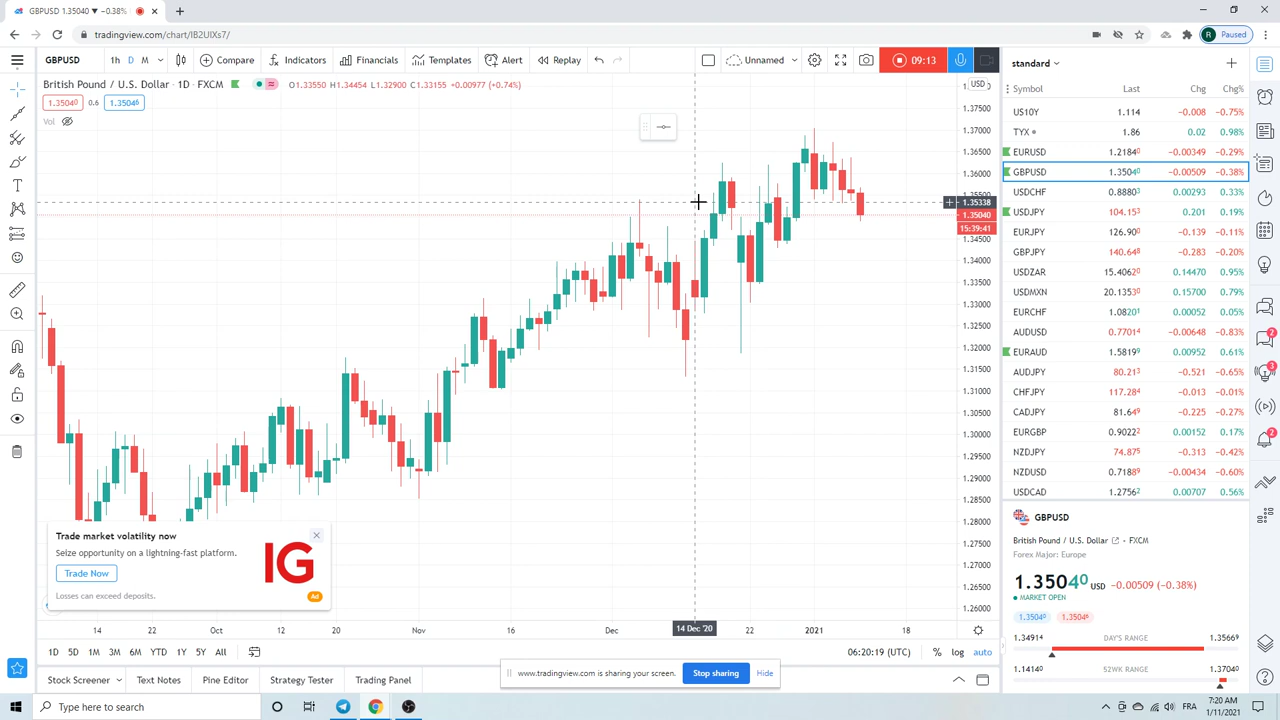 GBPUSD 1.35040 ▼ −0.38%
tradingview.com/chart/IB2UIXs7/
R Paused
GBPUSD
1h D M
Compare
Indicators
Financials
Templates
Alert
Replay
Unnamed
09:13
British Pound / U.S. Dollar · 1D · FXCM
1.33550 H1.34454 L1.32900 C1.33155 +0.00977 (+0.74%)
1.35040 0.6 1.35046
Vol
USD
1.37500
1.37000
1.36500
1.36000
1.35338
1.35040
15:39:41
1.34500
1.34000
1.33500
1.33000
1.32500
1.32000
1.31500
1.31000
1.30500
1.30000
1.29500
1.29000
1.28500
1.28000
1.27500
1.27000
1.26500
1.26000
Trade market volatility now
Seize opportunity on a lightning-fast platform.
Trade Now
Losses can exceed deposits.
IG
Ad
14 22 Oct 12 20 Nov 16 Dec 14 Dec '20 22 2021 18
1D 5D 1M 3M 6M YTD 1Y 5Y All
06:20:19 (UTC) % log auto
Stock Screener Text Notes Pine Editor Strategy Tester Trading Panel
www.tradingview.com is sharing your screen. Stop sharing Hide
standard
Symbol Last Chg Chg%
US10Y 1.114 −0.008 −0.75%
TYX 1.86 0.02 0.98%
EURUSD 1.2184⁰ −0.00349 −0.29%
GBPUSD 1.3504⁰ −0.00509 −0.38%
USDCHF 0.8880³ 0.00293 0.33%
USDJPY 104.15³ 0.201 0.19%
EURJPY 126.90⁰ −0.139 −0.11%
GBPJPY 140.64⁸ −0.283 −0.20%
USDZAR 15.4062⁰ 0.14470 0.95%
USDMXN 20.1353⁰ 0.15700 0.79%
EURCHF 1.0820¹ 0.00052 0.05%
AUDUSD 0.7701⁴ −0.00648 −0.83%
EURAUD 1.5819⁹ 0.00952 0.61%
AUDJPY 80.21³ −0.521 −0.65%
CHFJPY 117.28⁴ −0.013 −0.01%
CADJPY 81.64⁹ −0.225 −0.27%
EURGBP 0.9022² 0.00152 0.17%
NZDJPY 74.87⁵ −0.313 −0.42%
NZDUSD 0.7188⁹ −0.00434 −0.60%
USDCAD 1.2756² 0.00707 0.56%
GBPUSD
British Pound / U.S. Dollar - FXCM
Forex Major: Europe
1.3504⁰ USD −0.00509 (−0.38%)
MARKET OPEN
1.3504⁰ 1.3504⁶
1.34914 DAY'S RANGE 1.35669
1.1414⁰ 52WK RANGE 1.3704⁰
2
3
2
Type here to search
FRA
7:20 AM
1/11/2021